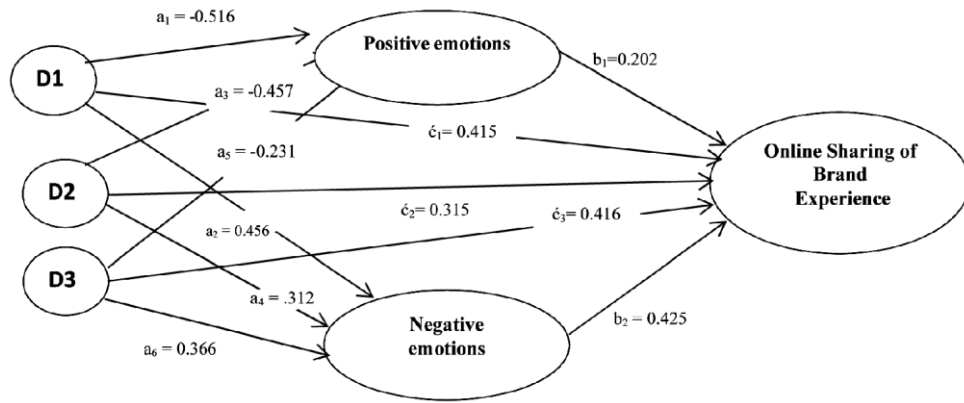 a₁ = -0.516
Positive emotions
D1
b₁=0.202
a₃ = -0.457
ć₁= 0.415
a₅ = -0.231
Online Sharing of
Brand
Experience
D2
ć₂= 0.315
ć₃= 0.416
a₂ = 0.456
D3
a₄ = .312
Negative
emotions
b₂ = 0.425
a₆ = 0.366